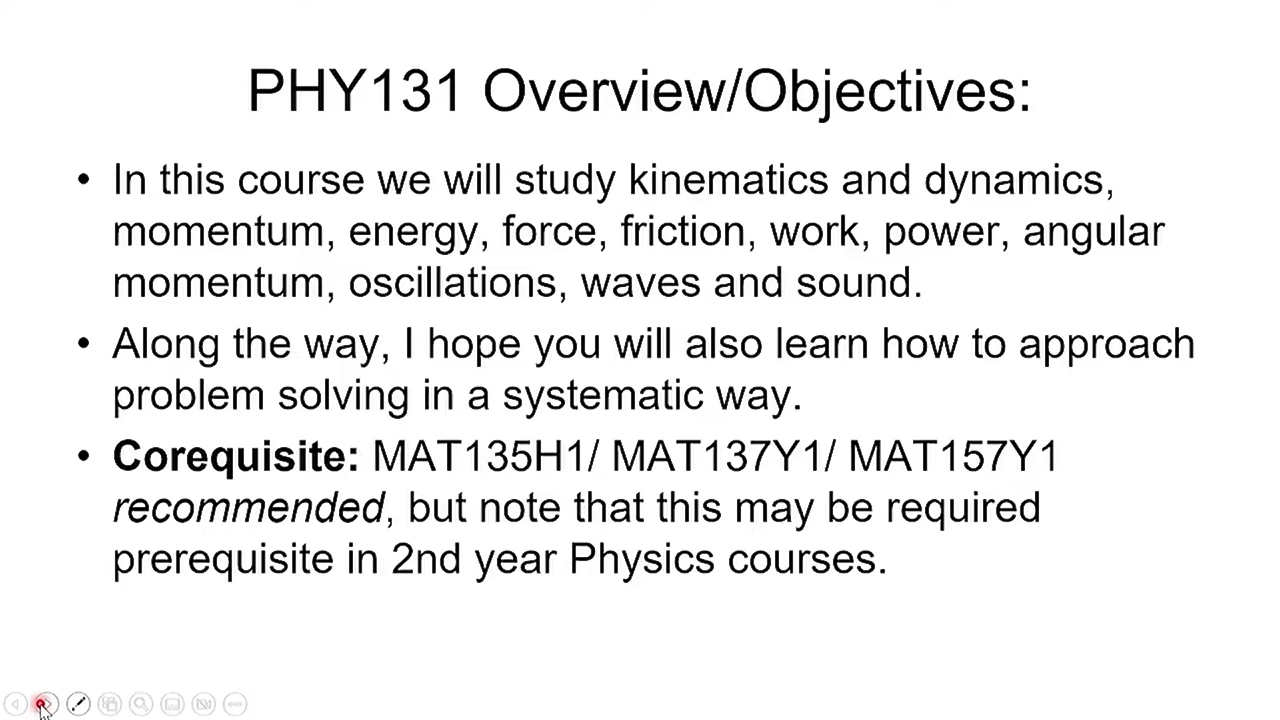 PHY131 Overview/Objectives:
• In this course we will study kinematics and dynamics,
momentum, energy, force, friction, work, power, angular
momentum, oscillations, waves and sound.
• Along the way, I hope you will also learn how to approach
problem solving in a systematic way.
• Corequisite: MAT135H1/ MAT137Y1/ MAT157Y1
recommended, but note that this may be required
prerequisite in 2nd year Physics courses.